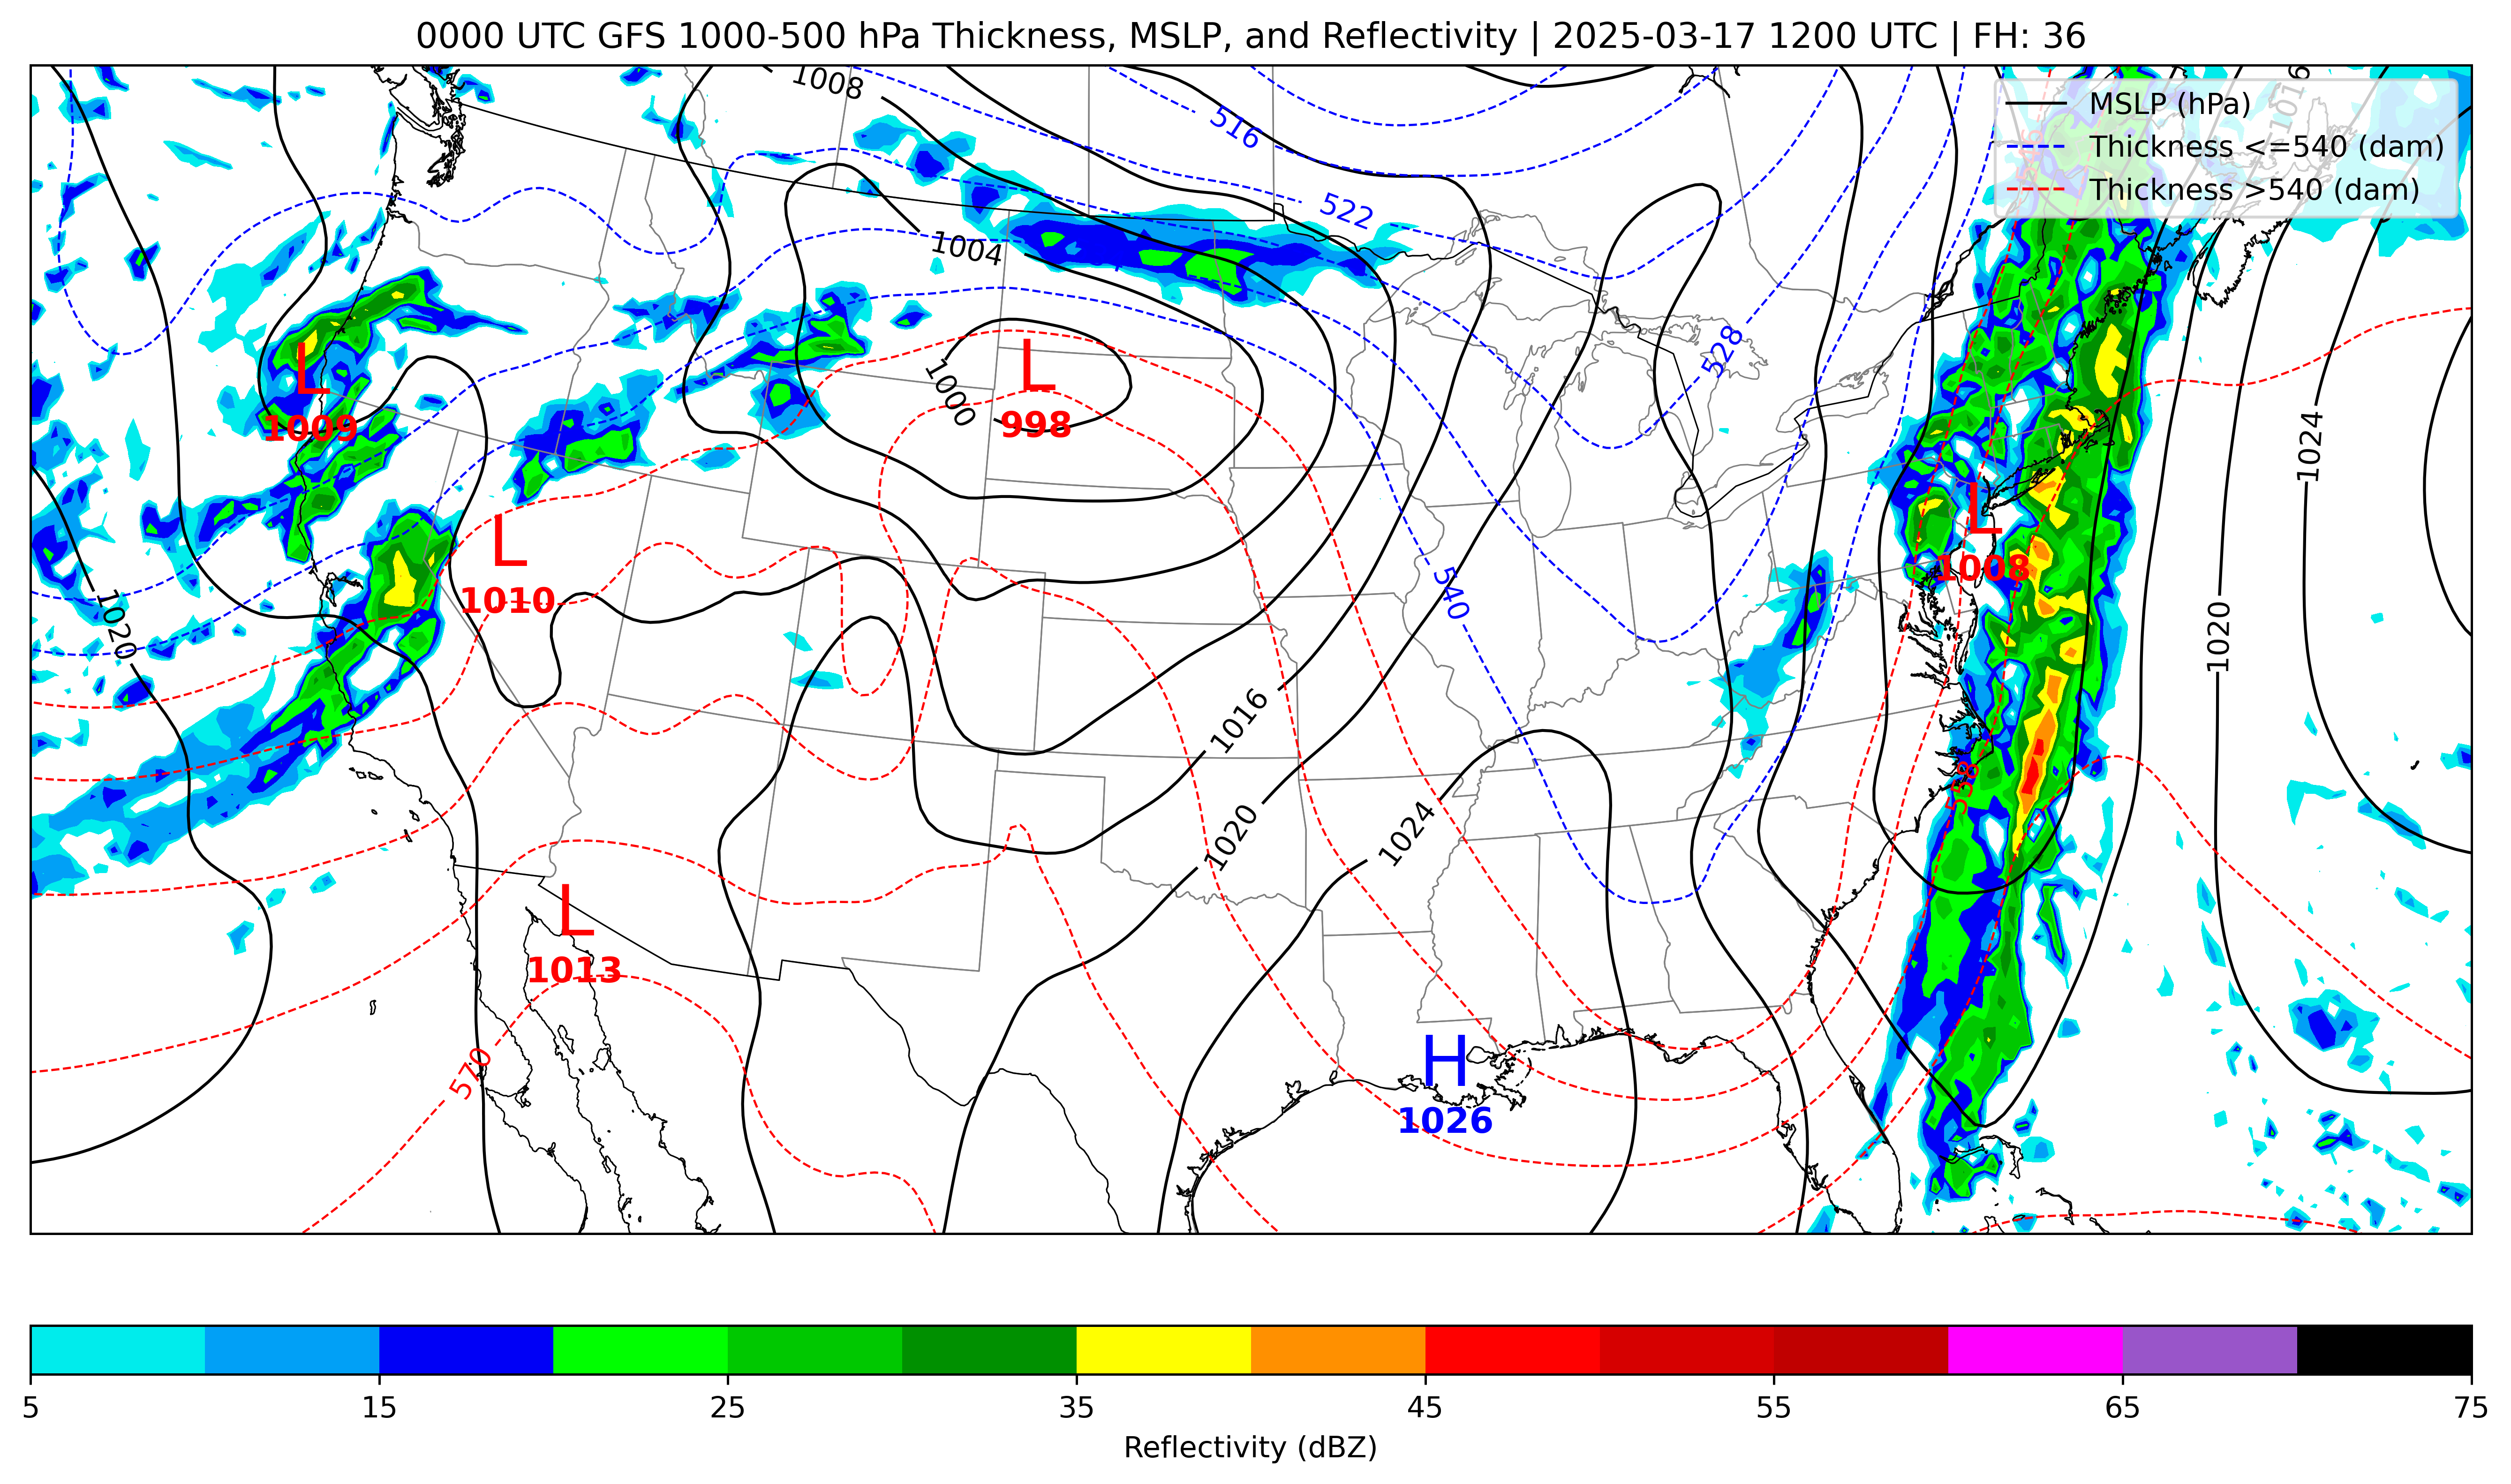 0000 UTC GFS 1000-500 hPa Thickness, MSLP, and Reflectivity | 2025-03-17 1200 UTC | FH: 36
1008
1016
MSLP (hPa)
Thickness <=540 (dam)
Thickness >540 (dam)
516
522
1004
528
L
998
1000
L
1009
1024
L
1008
L
1010
540
1020
1020
1016
558
1020
1024
L
1013
H
1026
570
5
15
25
35
45
55
65
75
Reflectivity (dBZ)